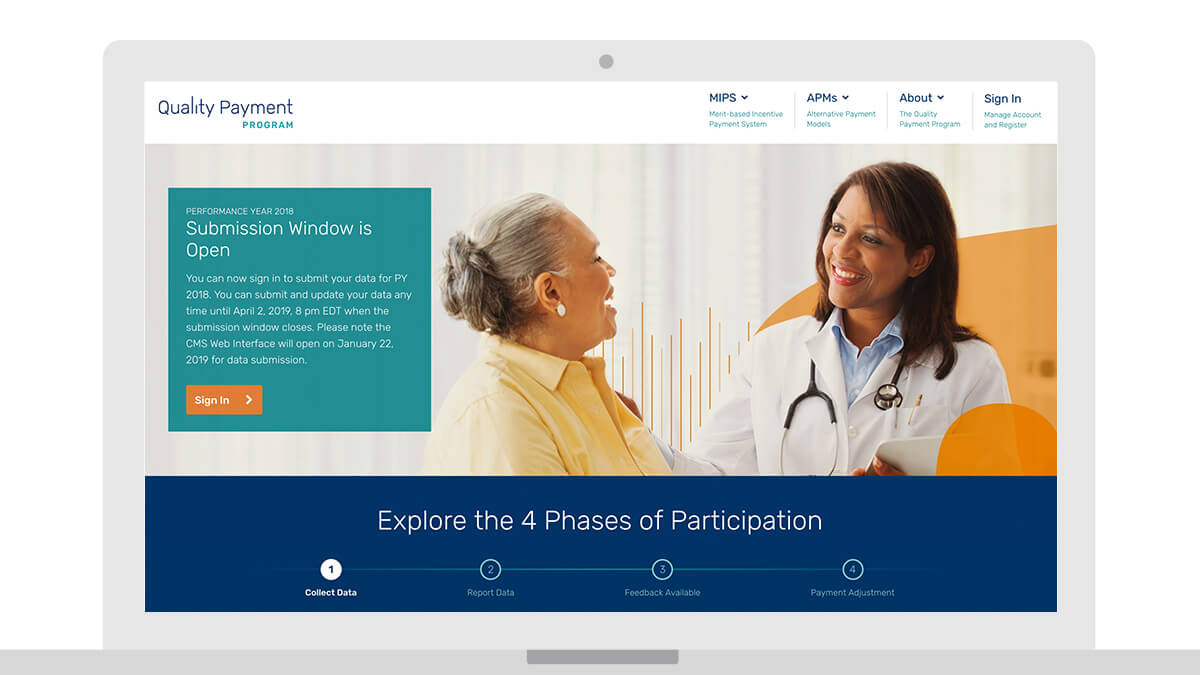 Quality Payment
PROGRAM
MIPS
Merit-based Incentive
Payment System
APMs
Alternative Payment
Models
About
The Quality
Payment Program
Sign In
Manage Account
and Register
PERFORMANCE YEAR 2018
Submission Window is
Open
You can now sign in to submit your data for PY
2018. You can submit and update your data any
time until April 2, 2019, 8 pm EDT when the
submission window closes. Please note the
CMS Web Interface will open on January 22,
2019 for data submission.
Sign In
Explore the 4 Phases of Participation
1
Collect Data
2
Report Data
3
Feedback Available
4
Payment Adjustment